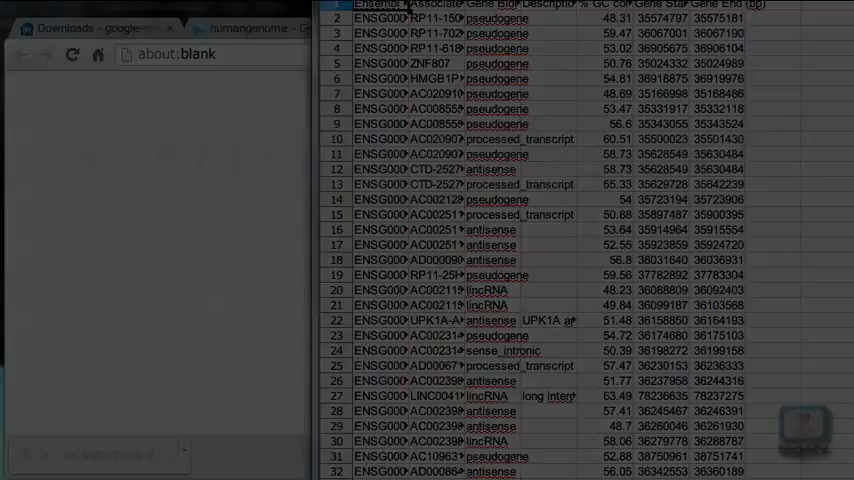 Downloads - google-
humangenome - G
about:blank
1 Ensembl Associate Gene Bio Descriptio % GC co Gene Star Gene End (bp)
2 ENSG000 RP11-150 pseudogene 48.31 35574797 35575181
3 ENSG000 RP11-702 pseudogene 59.47 36067001 36067190
4 ENSG000 RP11-618 pseudogene 53.02 36905675 36906104
5 ENSG000 ZNF807 pseudogene 50.76 35024332 35024989
6 ENSG000 HMGB1P pseudogene 54.81 36918875 36919976
7 ENSG000 AC020910 pseudogene 48.69 35166998 35168486
8 ENSG000 AC008555 pseudogene 53.47 35331917 35332118
9 ENSG000 AC008555 pseudogene 56.6 35343055 35343524
10 ENSG000 AC020907 processed_transcript 60.51 35500023 35501430
11 ENSG000 AC020907 pseudogene 58.73 35628549 35630484
12 ENSG000 CTD-2527 antisense 58.73 35628549 35630484
13 ENSG000 CTD-2527 processed_transcript 55.33 35629728 35642239
14 ENSG000 AC002128 pseudogene 54 35723194 35723906
15 ENSG000 AC002511 processed_transcript 50.88 35897487 35900395
16 ENSG000 AC002511 antisense 53.64 35914964 35915554
17 ENSG000 AC002511 antisense 52.55 35923859 35924720
18 ENSG000 AD000090 antisense 56.8 36031640 36036931
19 ENSG000 RP11-25H pseudogene 59.56 37782892 37783304
20 ENSG000 AC002115 lincRNA 48.23 36088809 36092403
21 ENSG000 AC002115 lincRNA 49.84 36099187 36103568
22 ENSG000 UPK1A-A antisense UPK1A a 51.48 36158850 36164193
23 ENSG000 AC002314 pseudogene 54.72 36174680 36175103
24 ENSG000 AC002314 sense_intronic 50.39 36198272 36199158
25 ENSG000 AD000671 processed_transcript 57.47 36230153 36233354
26 ENSG000 AC002398 antisense 51.77 36237958 36244316
27 ENSG000 LINC0041 lincRNA long inter 63.49 78236635 78237275
28 ENSG000 AC002398 antisense 57.41 36245467 36246391
29 ENSG000 AC002398 antisense 48.7 36260046 36261930
30 ENSG000 AC002398 lincRNA 58.06 36279778 36288787
31 ENSG000 AC109631 pseudogene 52.88 38750961 38751741
32 ENSG000 AD000864 antisense 56.05 36342553 36360189